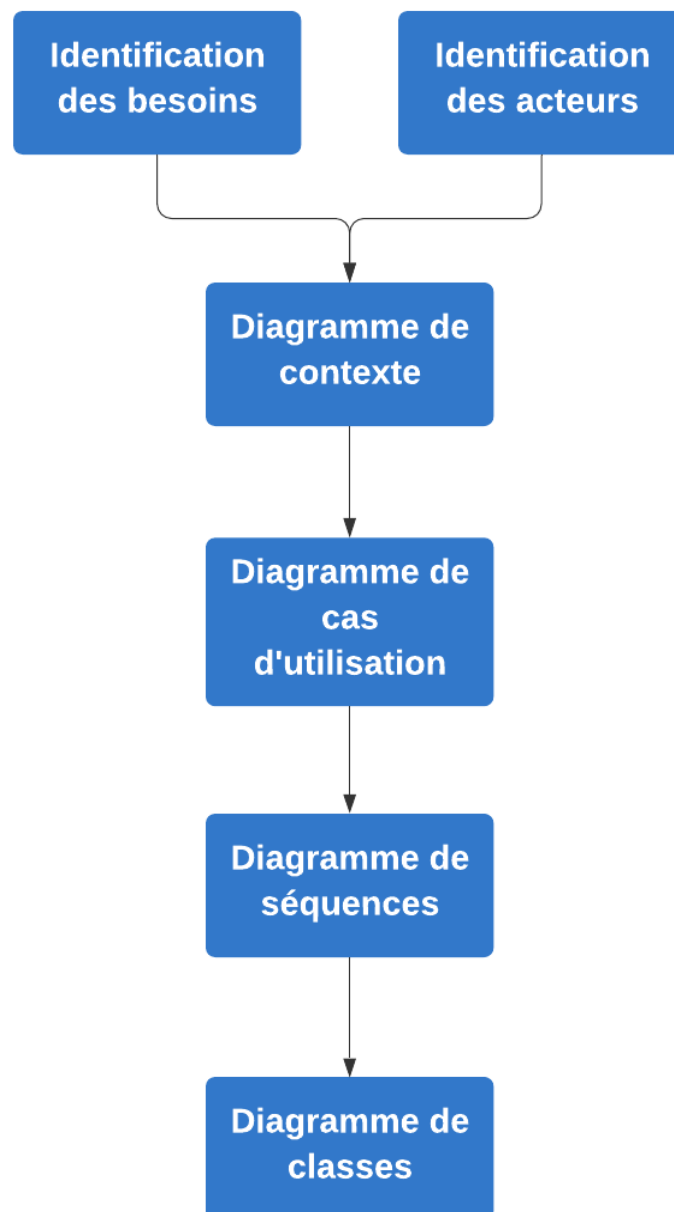 Identification
des besoins
Identification
des acteurs
Diagramme de
contexte
Diagramme de
cas
d'utilisation
Diagramme de
séquences
Diagramme de
classes